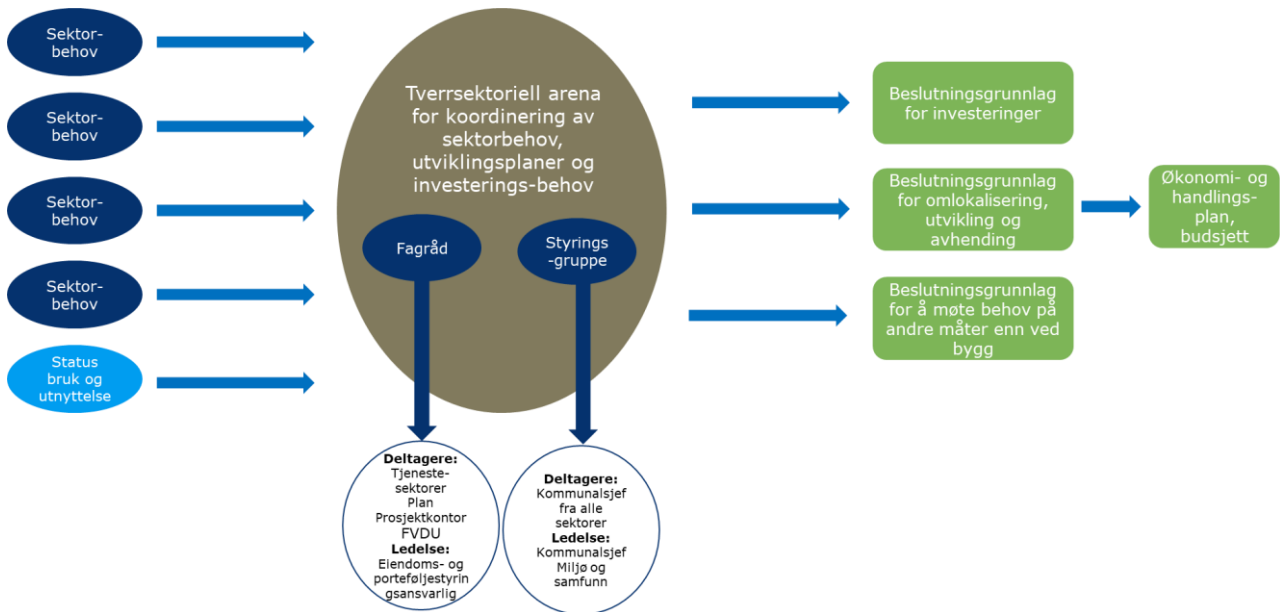 Sektor-
behov
Sektor-
behov
Sektor-
behov
Sektor-
behov
Status
bruk og
utnyttelse
Tverrsektoriell arena
for koordinering av
sektorbehov,
utviklingsplaner og
investerings-behov
Fagråd
Styrings
-gruppe
Deltagere:
Tjeneste-
sektorer
Plan
Prosjektkontor
FVDU
Ledelse:
Eiendoms- og
porteføljestyrin
gsansvarlig
Deltagere:
Kommunalsjef
fra alle
sektorer
Ledelse:
Kommunalsjef
Miljø og
samfunn
Beslutningsgrunnlag
for investeringer
Beslutningsgrunnlag
for omlokalisering,
utvikling og
avhending
Beslutningsgrunnlag
for å møte behov på
andre måter enn ved
bygg
Økonomi- og
handlings-
plan,
budsjett